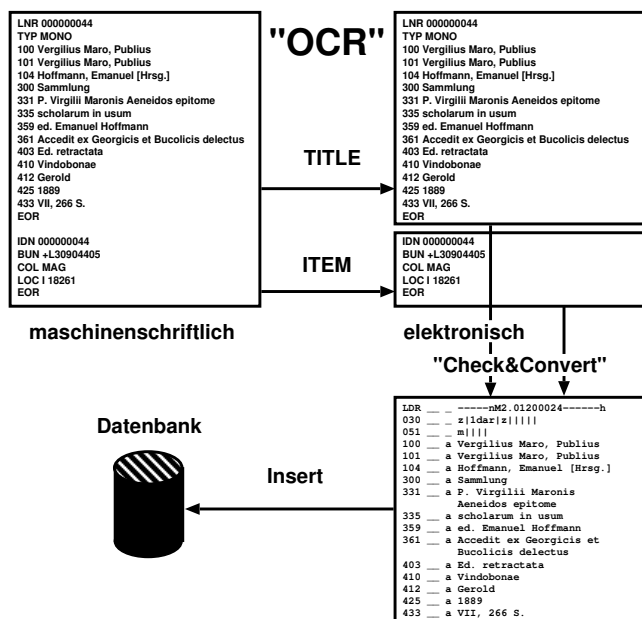 LNR 000000044
TYP MONO
100 Vergilius Maro, Publius
101 Vergilius Maro, Publius
104 Hoffmann, Emanuel [Hrsg.]
300 Sammlung
331 P. Virgilii Maronis Aeneidos epitome
335 scholarum in usum
359 ed. Emanuel Hoffmann
361 Accedit ex Georgicis et Bucolicis delectus
403 Ed. retractata
410 Vindobonae
412 Gerold
425 1889
433 VII, 266 S.
EOR
IDN 000000044
BUN +L30904405
COL MAG
LOC I 18261
EOR
maschinenschriftlich
"OCR"
TITLE
ITEM
LNR 000000044
TYP MONO
100 Vergilius Maro, Publius
101 Vergilius Maro, Publius
104 Hoffmann, Emanuel [Hrsg.]
300 Sammlung
331 P. Virgilii Maronis Aeneidos epitome
335 scholarum in usum
359 ed. Emanuel Hoffmann
361 Accedit ex Georgicis et Bucolicis delectus
403 Ed. retractata
410 Vindobonae
412 Gerold
425 1889
433 VII, 266 S.
EOR
IDN 000000044
BUN +L30904405
COL MAG
LOC I 18261
EOR
elektronisch
"Check&Convert"
LDR __ _ -----nM2.01200024------h
030 __ _ z|1dar|z|||||
051 __ _ m||||
100 __ a Vergilius Maro, Publius
101 __ a Vergilius Maro, Publius
104 __ a Hoffmann, Emanuel [Hrsg.]
300 __ a Sammlung
331 __ a P. Virgilii Maronis
Aeneidos epitome
335 __ a scholarum in usum
359 __ a ed. Emanuel Hoffmann
361 __ a Accedit ex Georgicis et
Bucolicis delectus
403 __ a Ed. retractata
410 __ a Vindobonae
412 __ a Gerold
425 __ a 1889
433 __ a VII, 266 S.
Insert
Datenbank